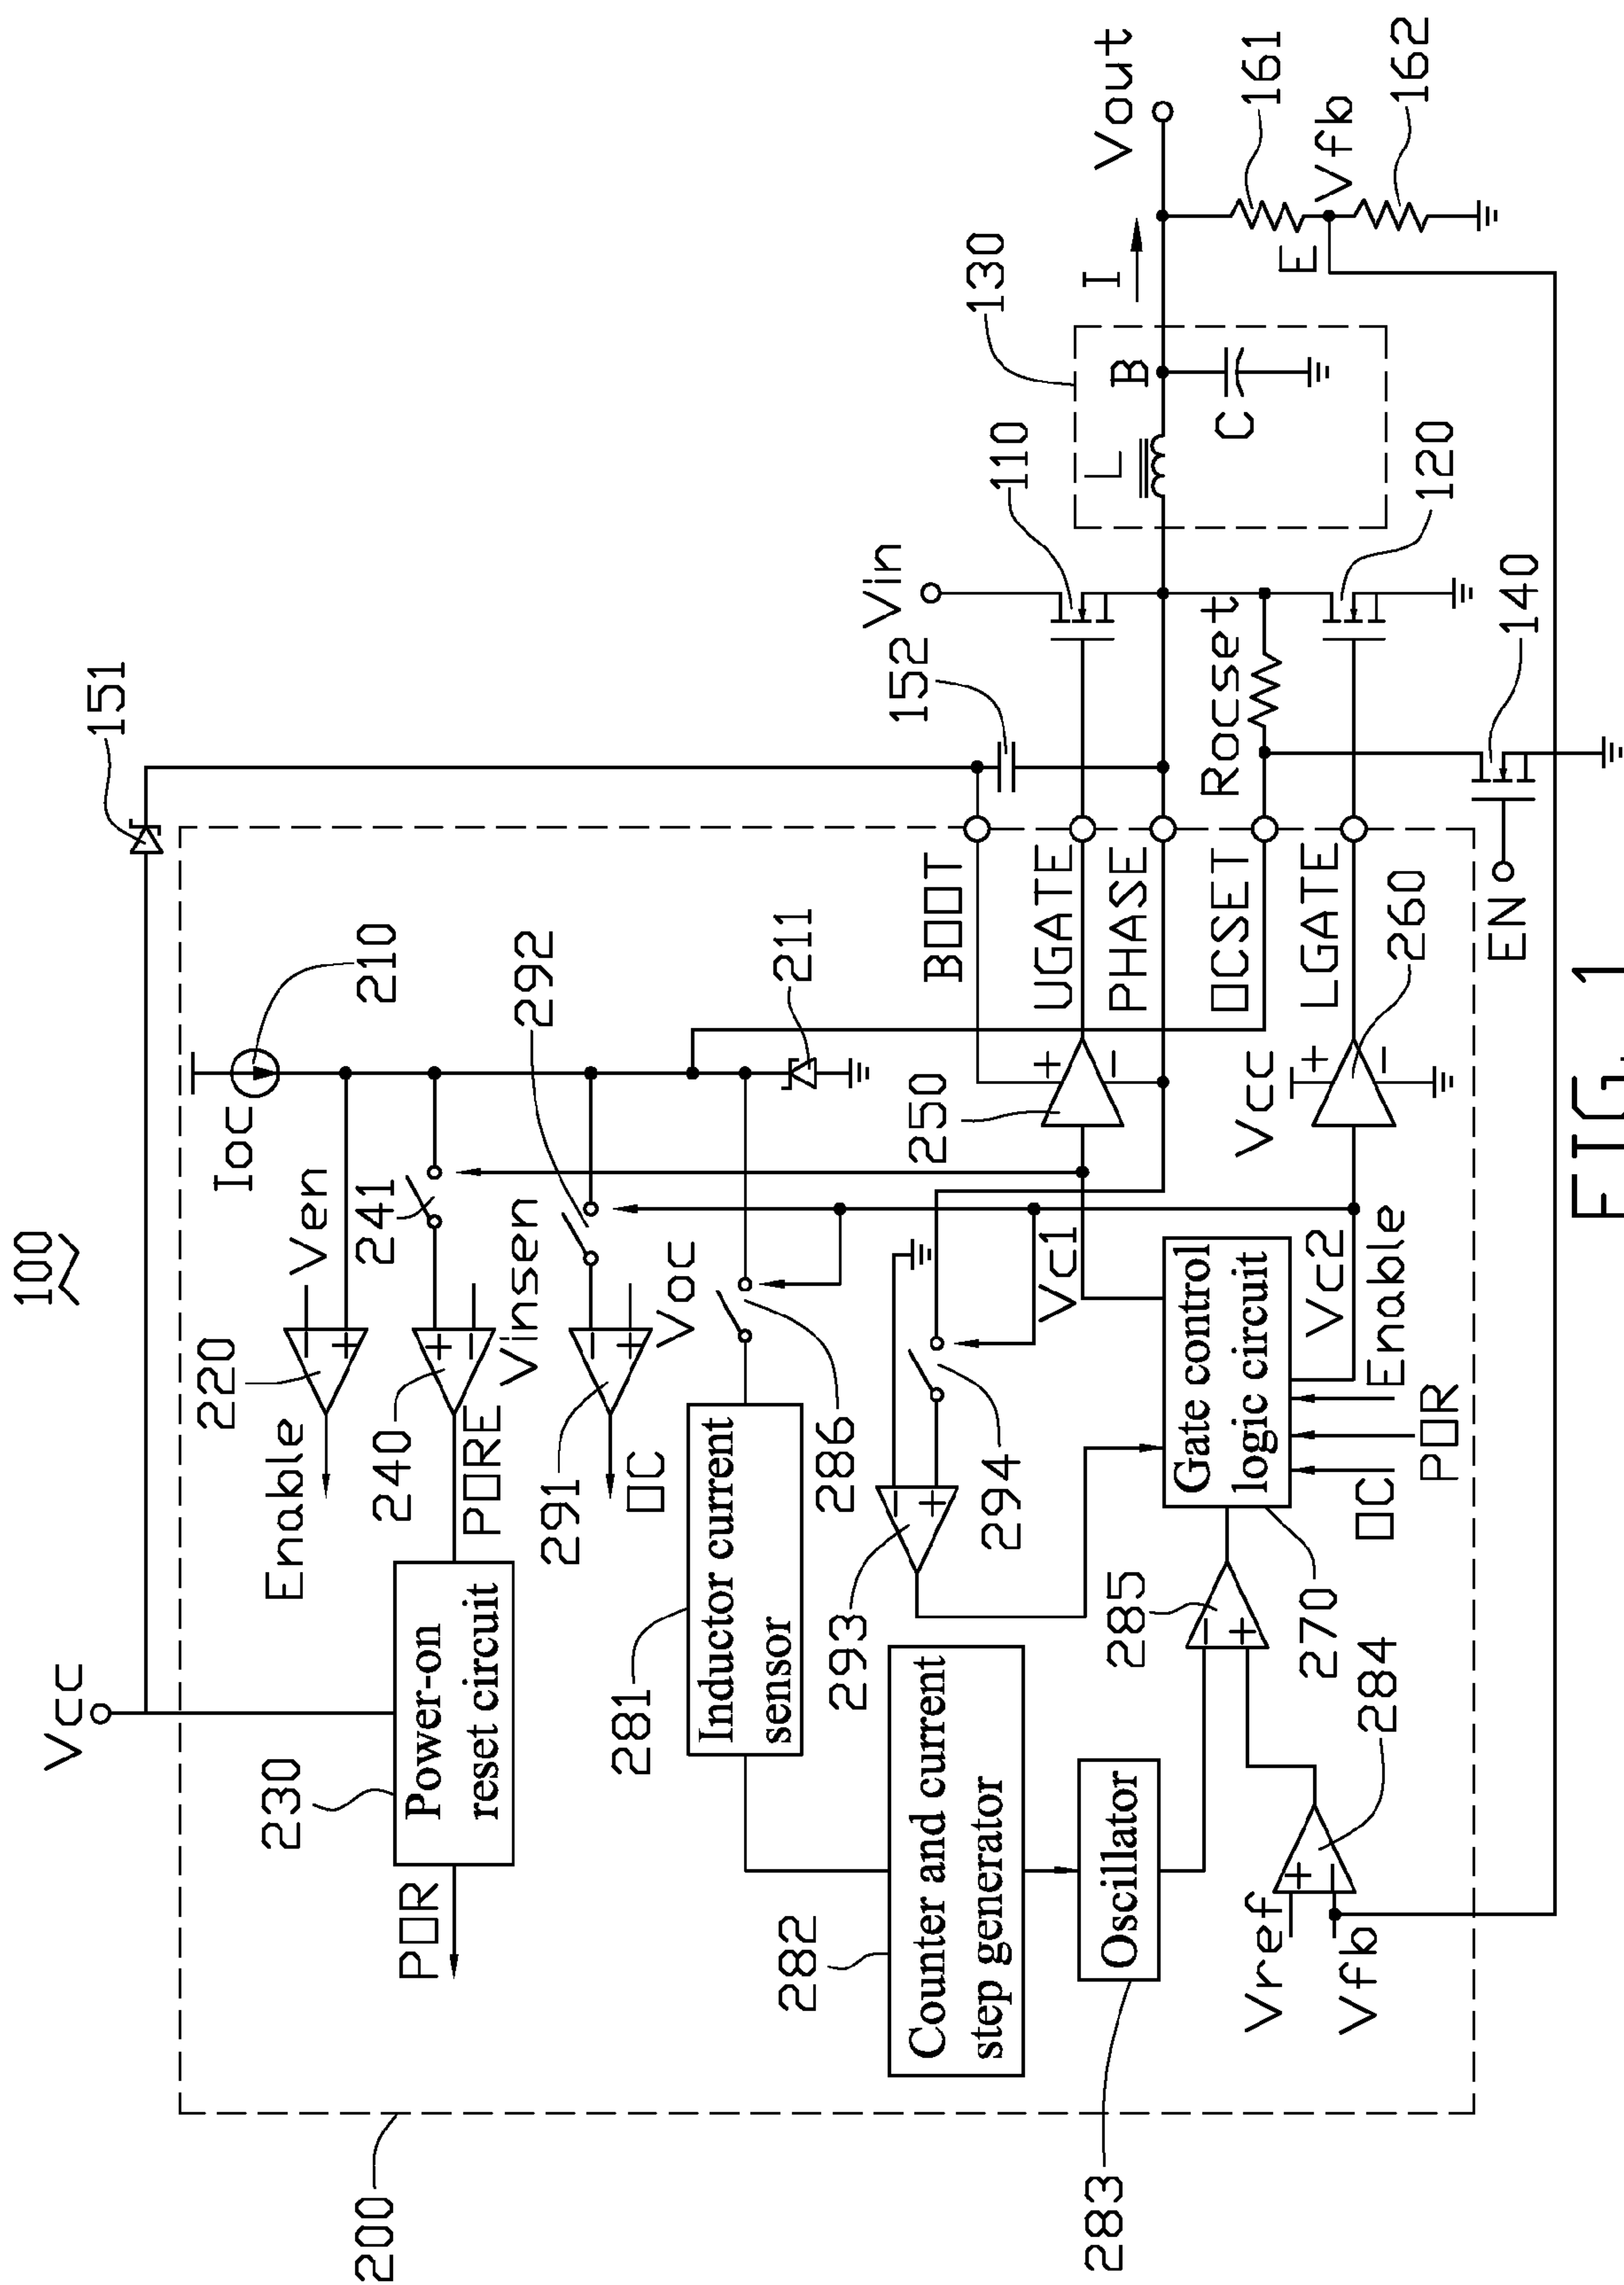 100
151
Vcc
200
230
Power-on
reset circuit
POR
220
Ven
Enable
Ioc
210
240
241
PORE
Vinsen
292
291
Voc
OC
211
281
Inductor current
sensor
286
282
Counter and current
step generator
283
Oscillator
293
294
Vc1
285
284
Vref
Vfb
270
Gate control
logic circuit
Vc2
Enable
POR
OC
250
260
Vcc
BOOT
UGATE
PHASE
OCSET
LGATE
EN
140
152
Vin
Rocset
110
120
130
L
B
C
I
Vout
161
E
Vfb
162
FIG. 1